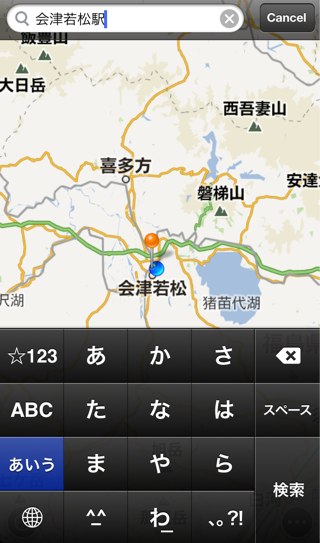 会津若松駅
Cancel
飯豊山
大日岳
西吾妻山
喜多方
磐梯山
安達
会津若松
猪苗代湖
沢湖
☆123 あ か さ
ABC た な は スペース
あいう ま や ら
^_^ わ_ 、。?! 検索